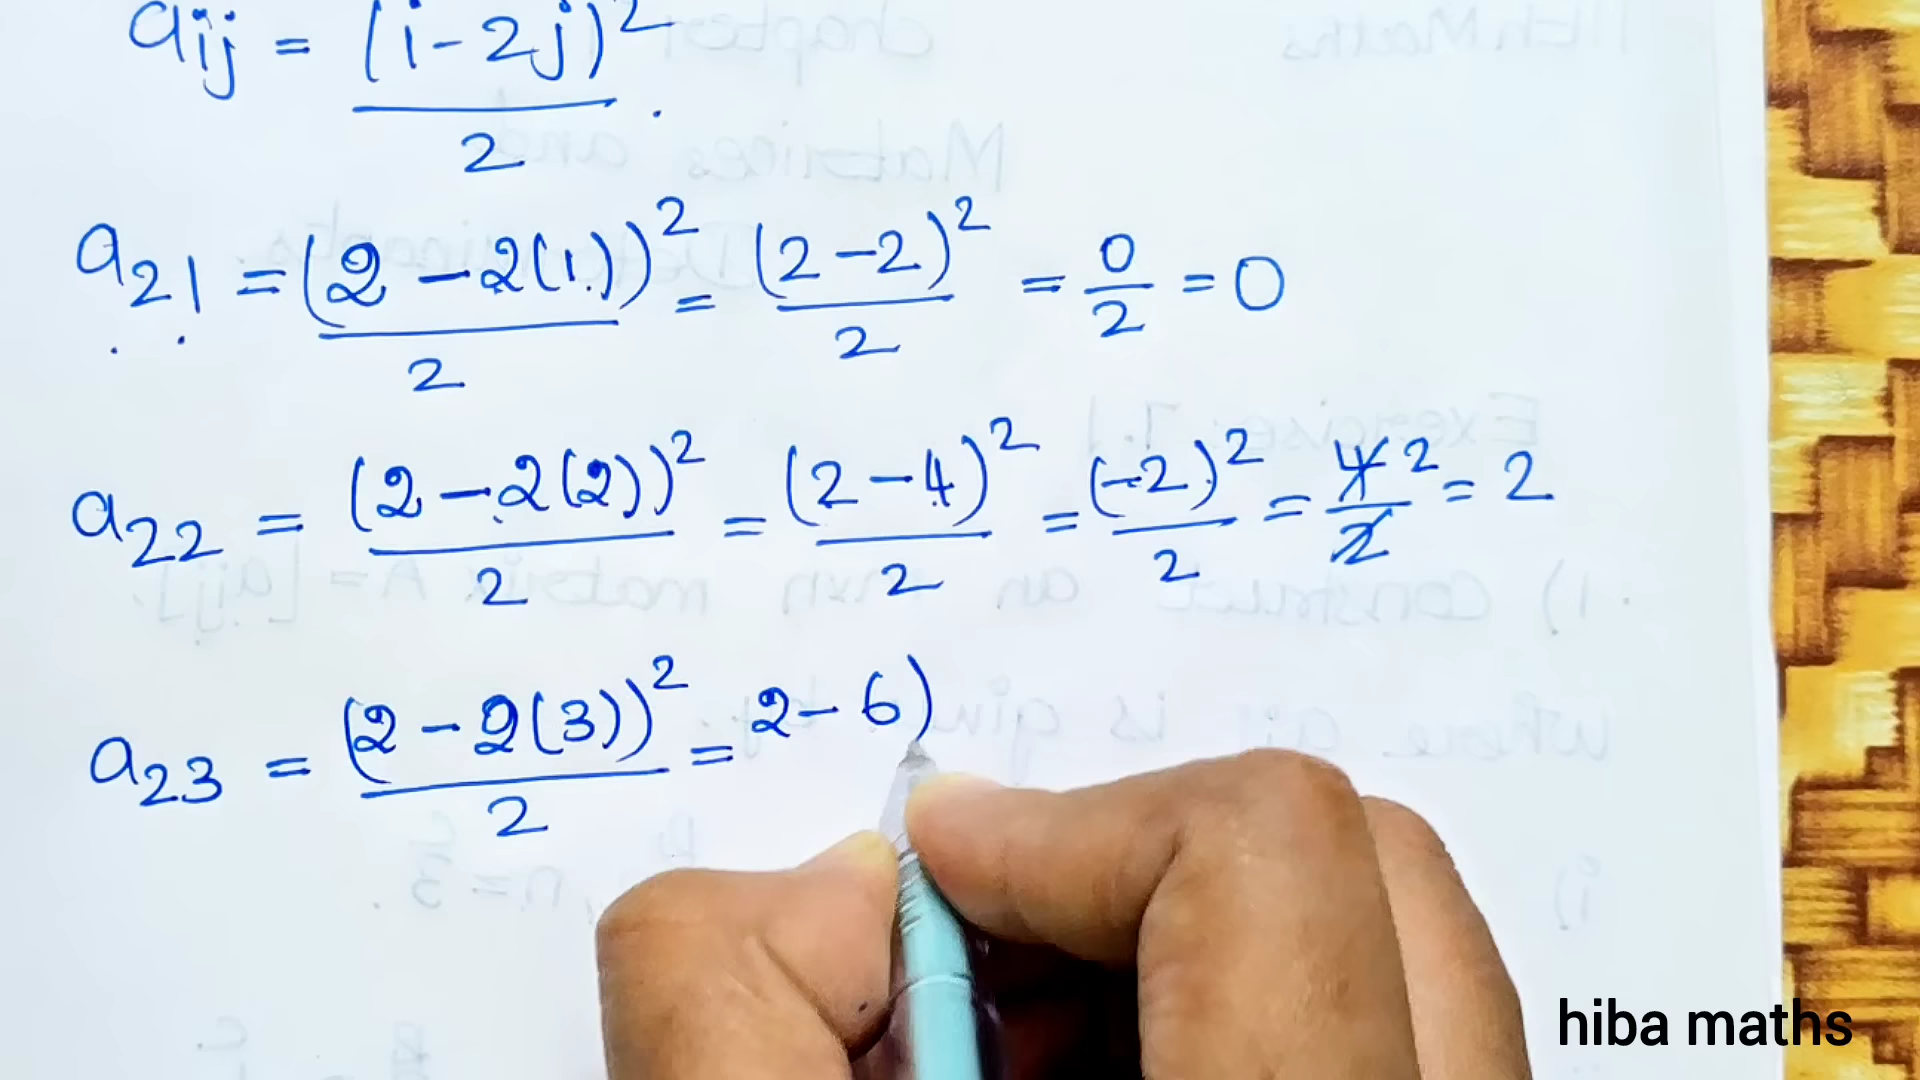 aij = (i-2j)²/2 .
a21 = (2-2(1))²/2 = (2-2)²/2 = 0/2 = 0
a22 = (2-2(2))²/2 = (2-4)²/2 = (-2)²/2 = 4 2/2 = 2
a23 = (2-2(3))²/2 = 2-6)
hiba maths